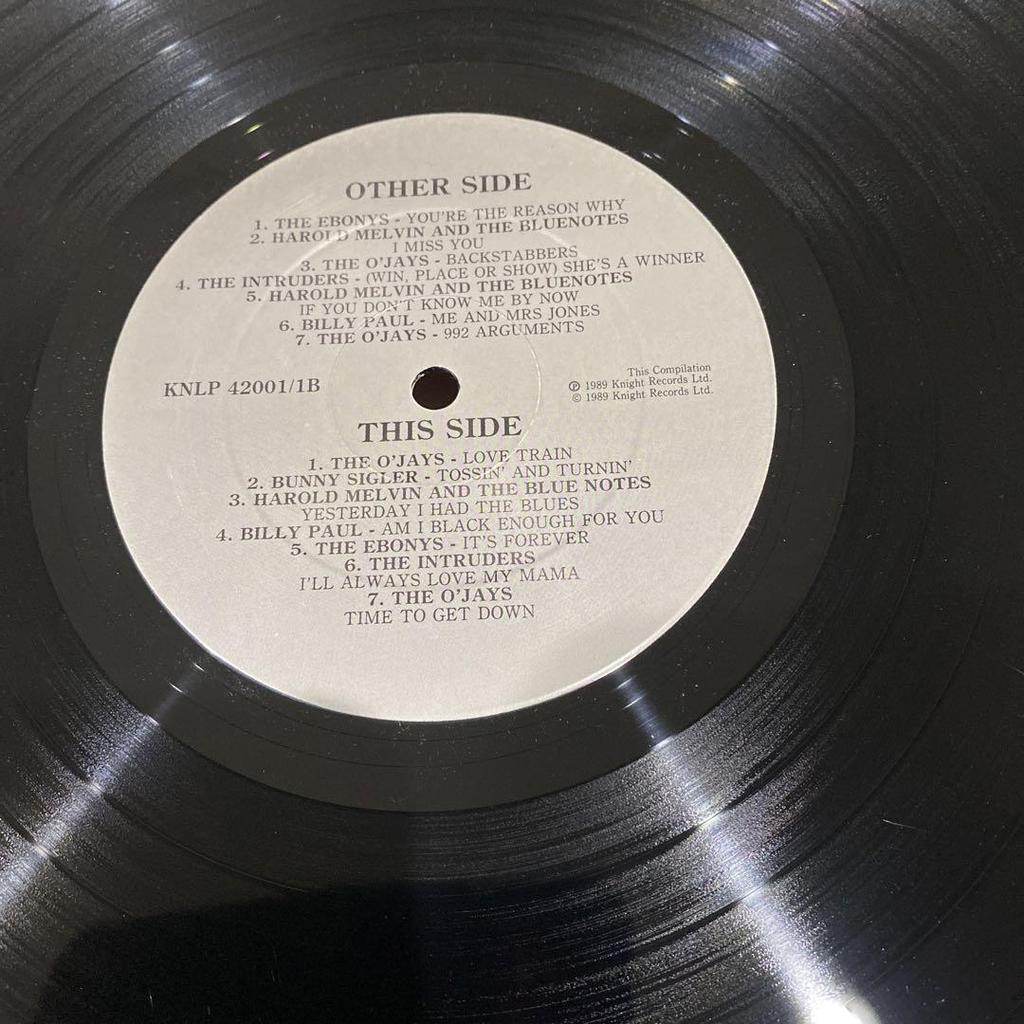 OTHER SIDE
1. THE EBONYS - YOU'RE THE REASON WHY
2. HAROLD MELVIN AND THE BLUENOTES
I MISS YOU
3. THE O'JAYS - BACKSTABBERS
4. THE INTRUDERS - (WIN, PLACE OR SHOW) SHE'S A WINNER
5. HAROLD MELVIN AND THE BLUENOTES
IF YOU DON'T KNOW ME BY NOW
6. BILLY PAUL - ME AND MRS JONES
7. THE O'JAYS - 992 ARGUMENTS
KNLP 42001/1B
This Compilation
℗ 1989 Knight Records Ltd.
© 1989 Knight Records Ltd.
THIS SIDE
1. THE O'JAYS - LOVE TRAIN
2. BUNNY SIGLER - TOSSIN' AND TURNIN'
3. HAROLD MELVIN AND THE BLUE NOTES
YESTERDAY I HAD THE BLUES
4. BILLY PAUL - AM I BLACK ENOUGH FOR YOU
5. THE EBONYS - IT'S FOREVER
6. THE INTRUDERS
I'LL ALWAYS LOVE MY MAMA
7. THE O'JAYS
TIME TO GET DOWN